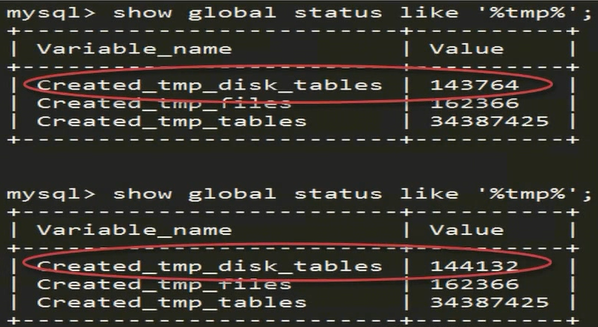 mysql> show global status like '%tmp%';
+-------------------------+----------+
| Variable_name | Value |
+-------------------------+----------+
| Created_tmp_disk_tables | 143764 |
| Created_tmp_files | 162366 |
| Created_tmp_tables | 34387425 |
+-------------------------+----------+
mysql> show global status like '%tmp%';
+-------------------------+----------+
| Variable_name | Value |
+-------------------------+----------+
| Created_tmp_disk_tables | 144132 |
| Created_tmp_files | 162366 |
| Created_tmp_tables | 34387425 |
+-------------------------+----------+